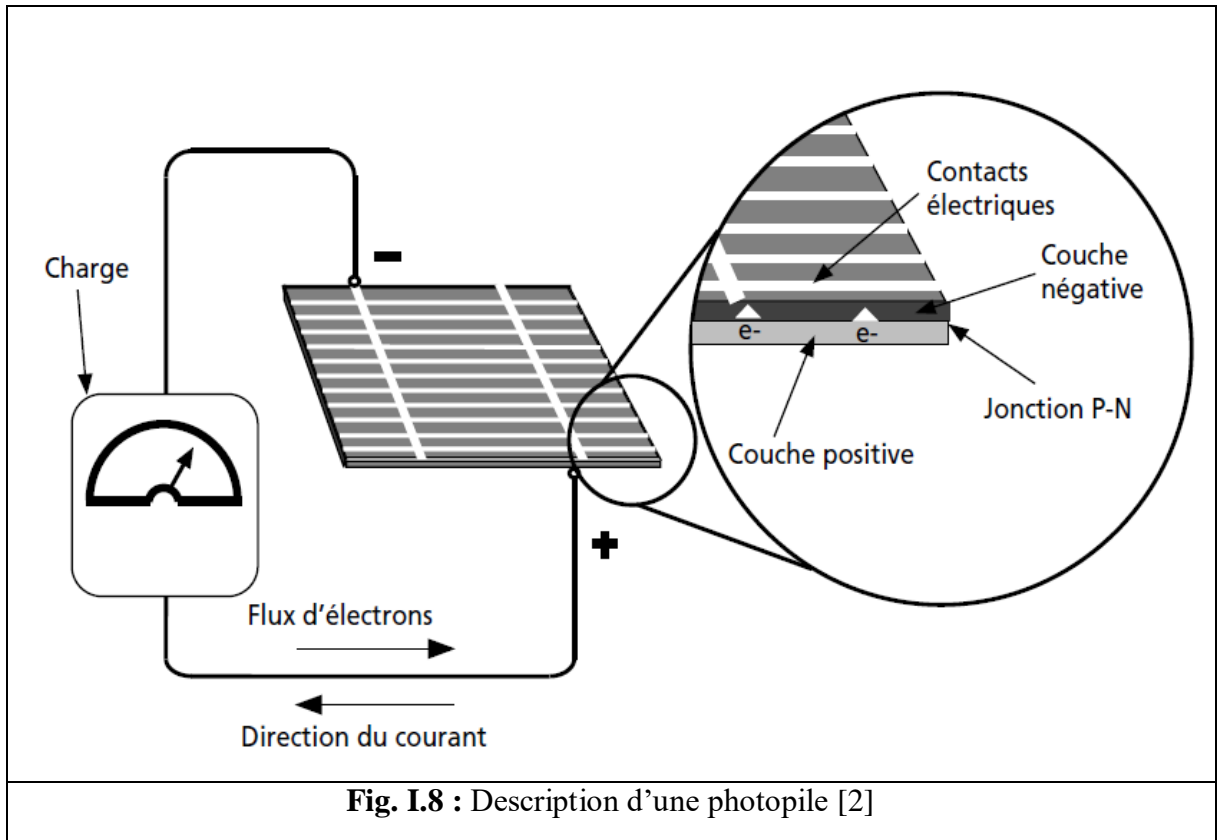 Contacts
électriques
Couche
négative
Charge
-
e-
e-
Jonction P-N
Couche positive
+
Flux d'électrons
Direction du courant
Fig. I.8 : Description d'une photopile [2]